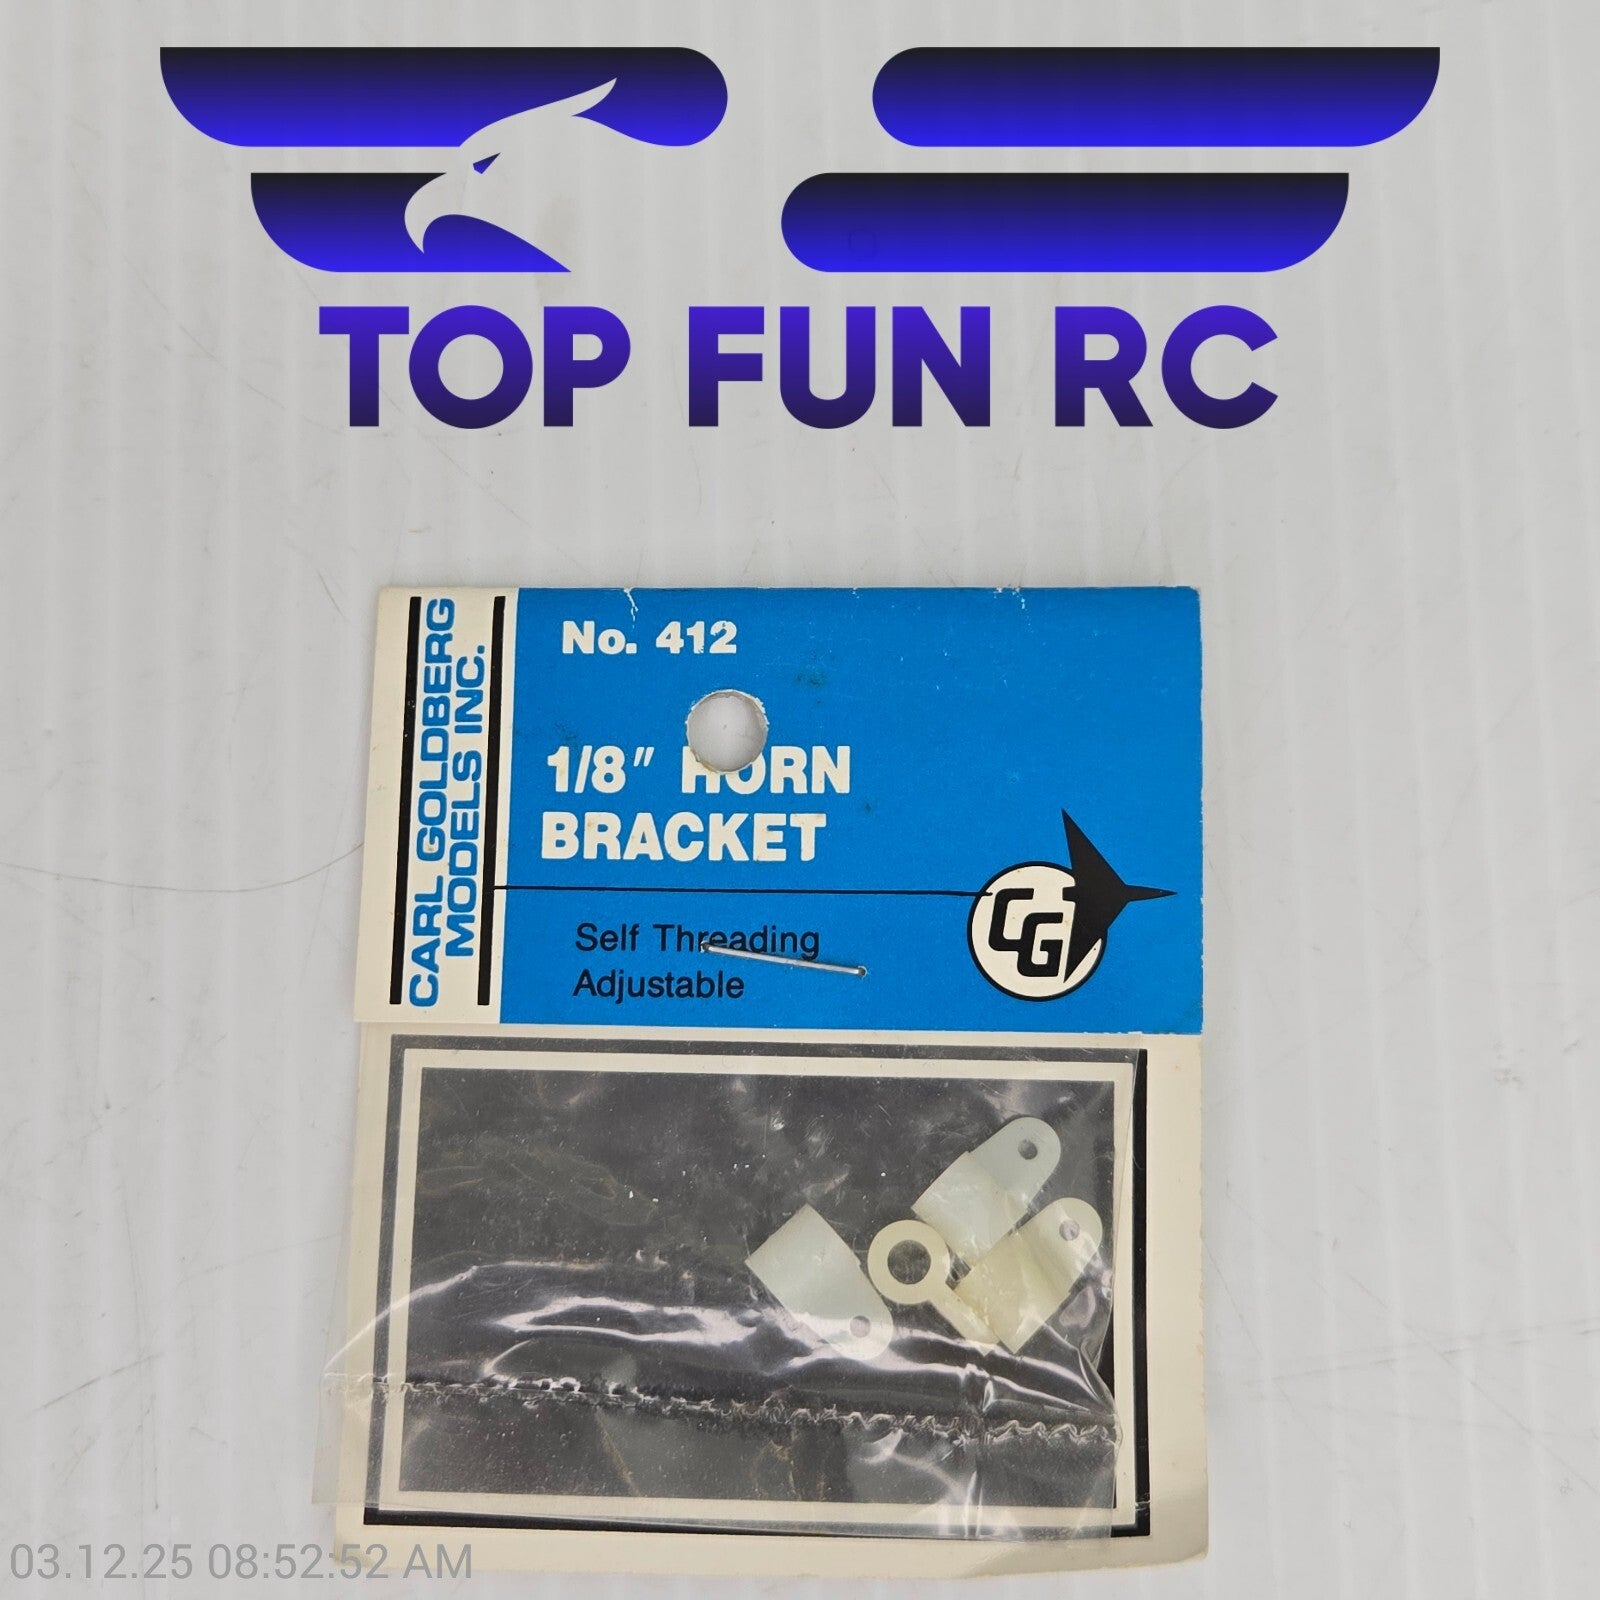 TOP FUN RC
CARL GOLDBERG
MODELS INC.
No. 412
1/8" HORN
BRACKET
Self Threading
Adjustable
CG
03.12.25 08:52:52 AM